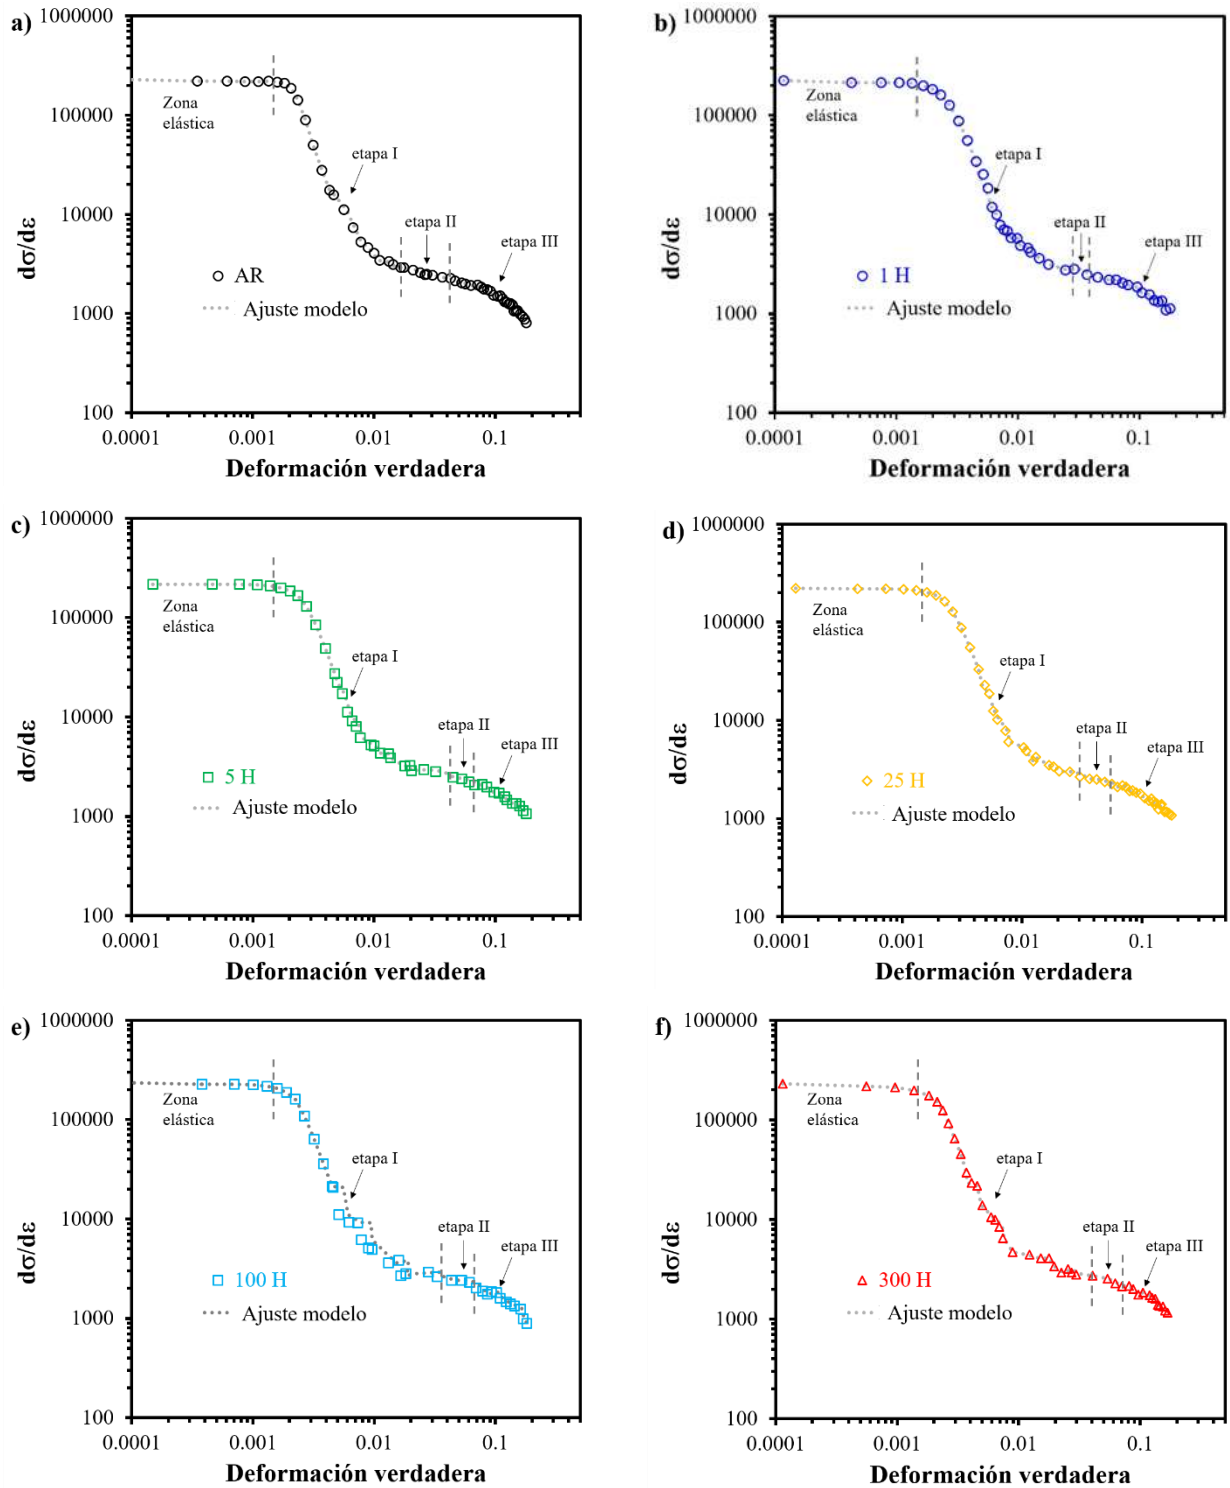 a)
1000000
100000
10000
1000
100
dσ/dε
Zona
elástica
etapa I
etapa II
etapa III
AR
Ajuste modelo
0.0001
0.001
0.01
0.1
Deformación verdadera
b)
1000000
100000
10000
1000
100
dσ/dε
Zona
elástica
etapa I
etapa II
etapa III
1 H
Ajuste modelo
0.0001
0.001
0.01
0.1
Deformación verdadera
c)
1000000
100000
10000
1000
100
dσ/dε
Zona
elástica
etapa I
etapa II
etapa III
5 H
Ajuste modelo
0.0001
0.001
0.01
0.1
Deformación verdadera
d)
1000000
100000
10000
1000
100
dσ/dε
Zona
elástica
etapa I
etapa II
etapa III
25 H
Ajuste modelo
0.0001
0.001
0.01
0.1
Deformación verdadera
e)
1000000
100000
10000
1000
100
dσ/dε
Zona
elástica
etapa I
etapa II
etapa III
100 H
Ajuste modelo
0.0001
0.001
0.01
0.1
Deformación verdadera
f)
1000000
100000
10000
1000
100
dσ/dε
Zona
elástica
etapa I
etapa II
etapa III
300 H
Ajuste modelo
0.0001
0.001
0.01
0.1
Deformación verdadera